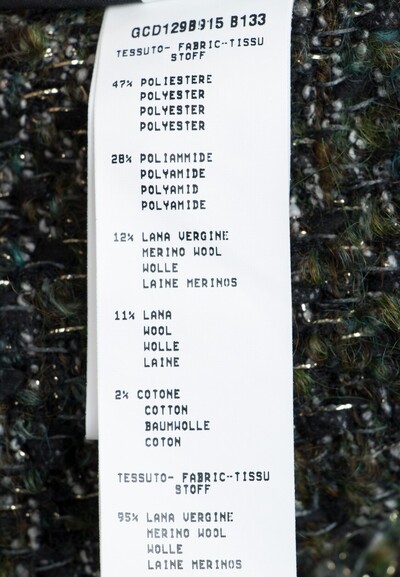 GCD129B915 B133
TESSUTO- FABRIC--TISSU
STOFF
47% POLIESTERE
POLYESTER
POLYESTER
POLYESTER
28% POLIAMMIDE
POLYAMIDE
POLYAMID
POLYAMIDE
12% LANA VERGINE
MERINO WOOL
WOLLE
LAINE MERINOS
11% LANA
WOOL
WOLLE
LAINE
2% COTONE
COTTON
BAUMWOLLE
COTON
TESSUTO- FABRIC--TISSU
STOFF
95% LANA VERGINE
MERINO WOOL
WOLLE
LAINE MERINOS